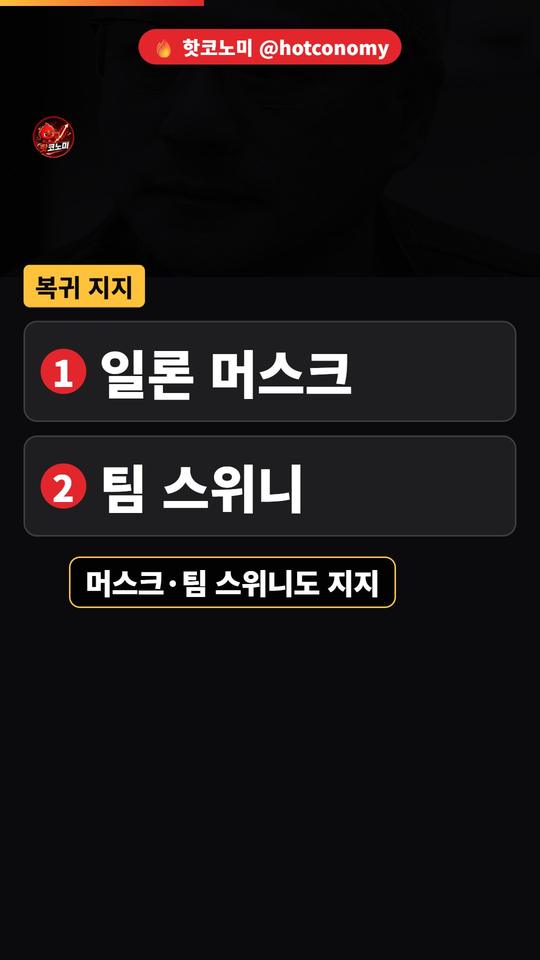 🔥 핫코노미 @hotconomy
핫코노미
복귀 지지
1 일론 머스크
2 팀 스위니
머스크·팀 스위니도 지지